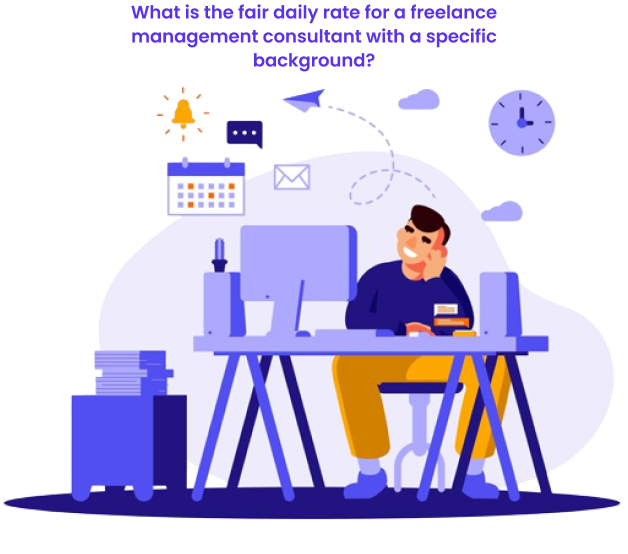 What is the fair daily rate for a freelance
management consultant with a specific
background?